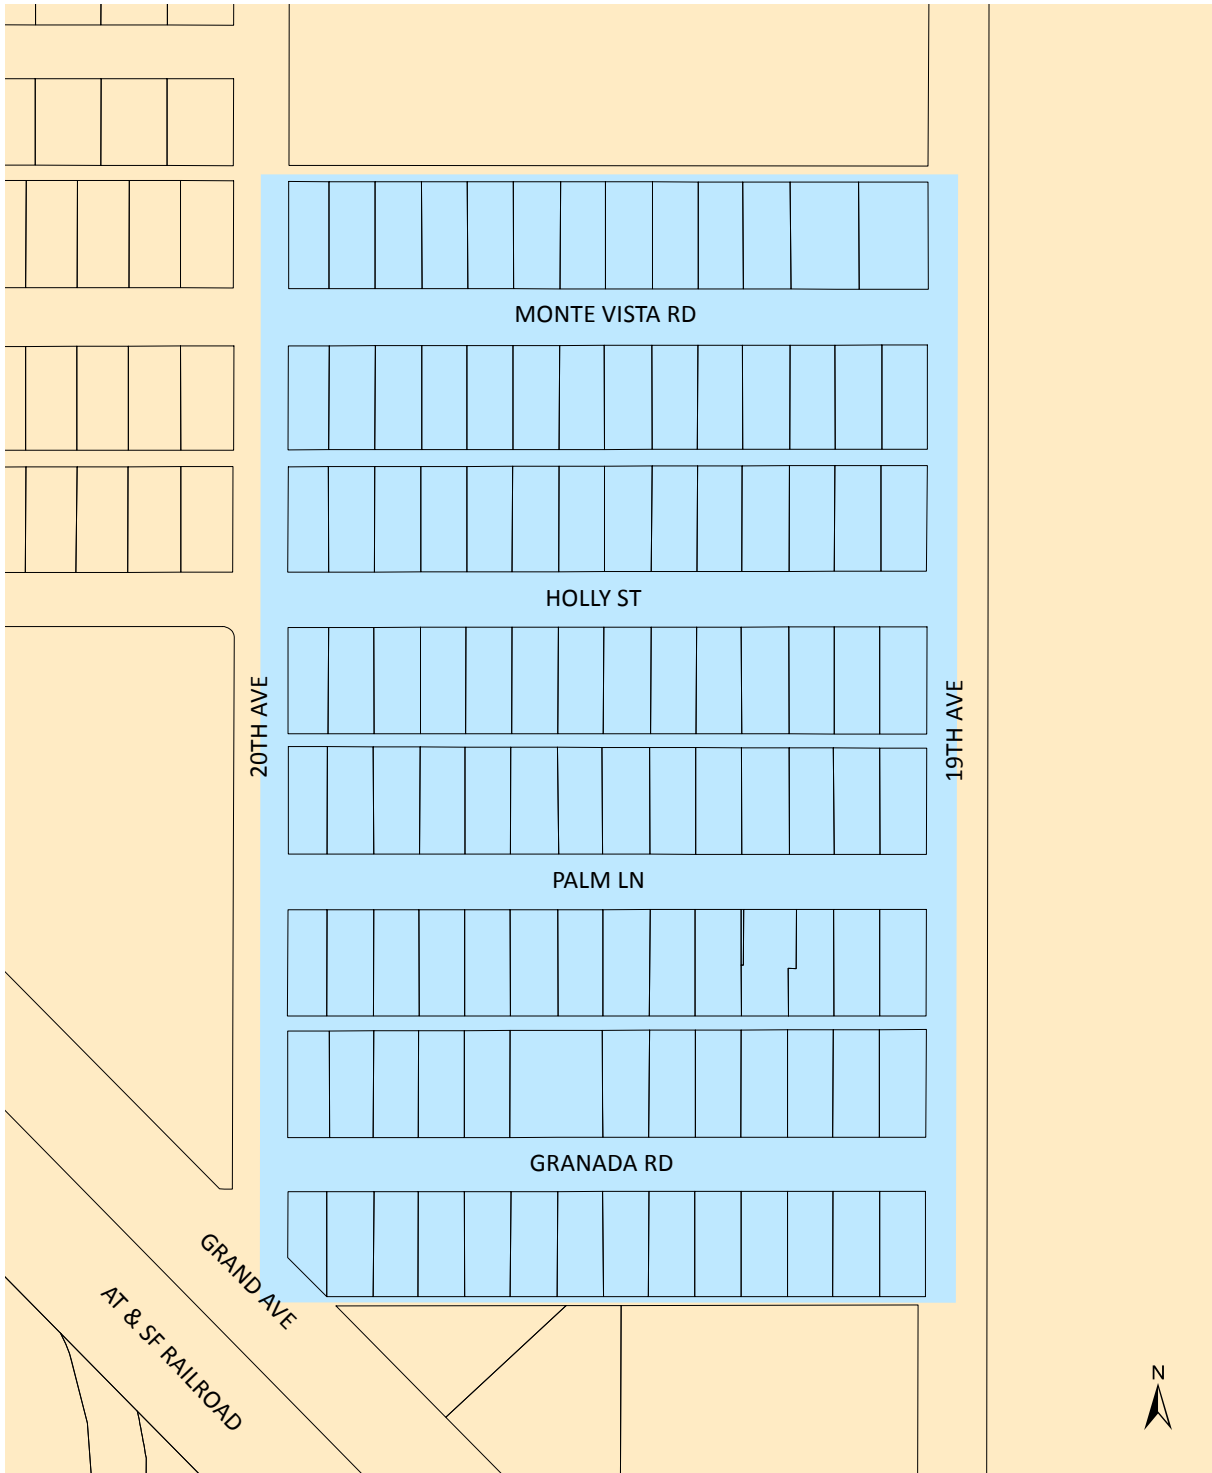 MONTE VISTA RD
HOLLY ST
20TH AVE
19TH AVE
PALM LN
GRANADA RD
GRAND AVE
AT & SF RAILROAD
N